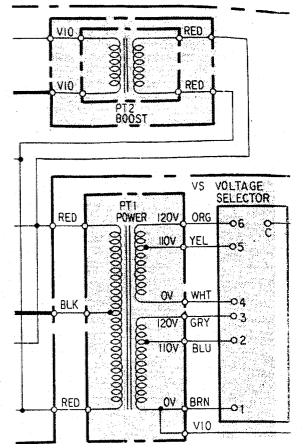 VIO RED
VIO RED
PT2
BOOST
VS VOLTAGE
SELECTOR
PT1
POWER
RED 120V ORG 6
C
110V YEL 5
0V WHT 4
BLK 120V GRY 3
110V BLU 2
RED 0V BRN 1
VIO